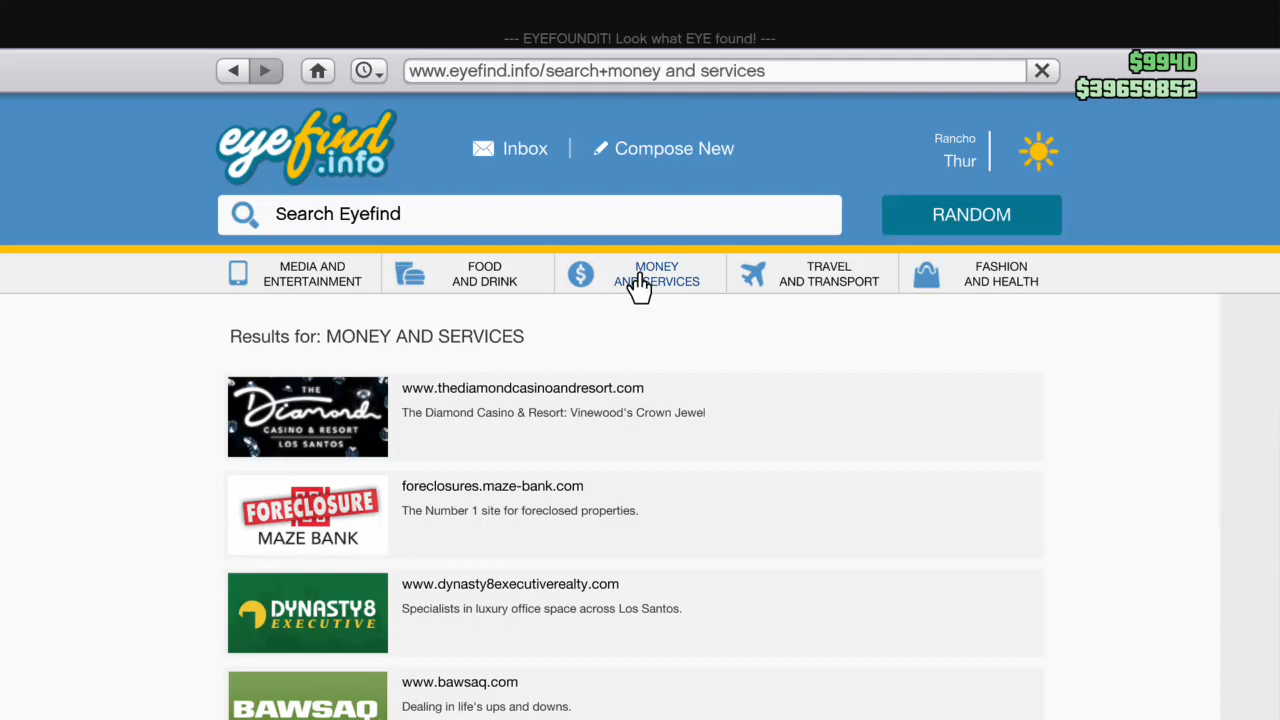 --- EYEFOUNDIT! Look what EYE found! ---
www.eyefind.info/search+money and services
$9940
$39659852
eyefind
.info
Inbox
Compose New
Rancho
Thur
Search Eyefind
RANDOM
MEDIA AND
ENTERTAINMENT
FOOD
AND DRINK
MONEY
AND SERVICES
TRAVEL
AND TRANSPORT
FASHION
AND HEALTH
Results for: MONEY AND SERVICES
THE
Diamond
CASINO & RESORT
LOS SANTOS
www.thediamondcasinoandresort.com
The Diamond Casino & Resort: Vinewood's Crown Jewel
FORECLOSURE
MAZE BANK
foreclosures.maze-bank.com
The Number 1 site for foreclosed properties.
DYNASTY8
EXECUTIVE
www.dynasty8executiverealty.com
Specialists in luxury office space across Los Santos.
BAWSAQ
www.bawsaq.com
Dealing in life's ups and downs.